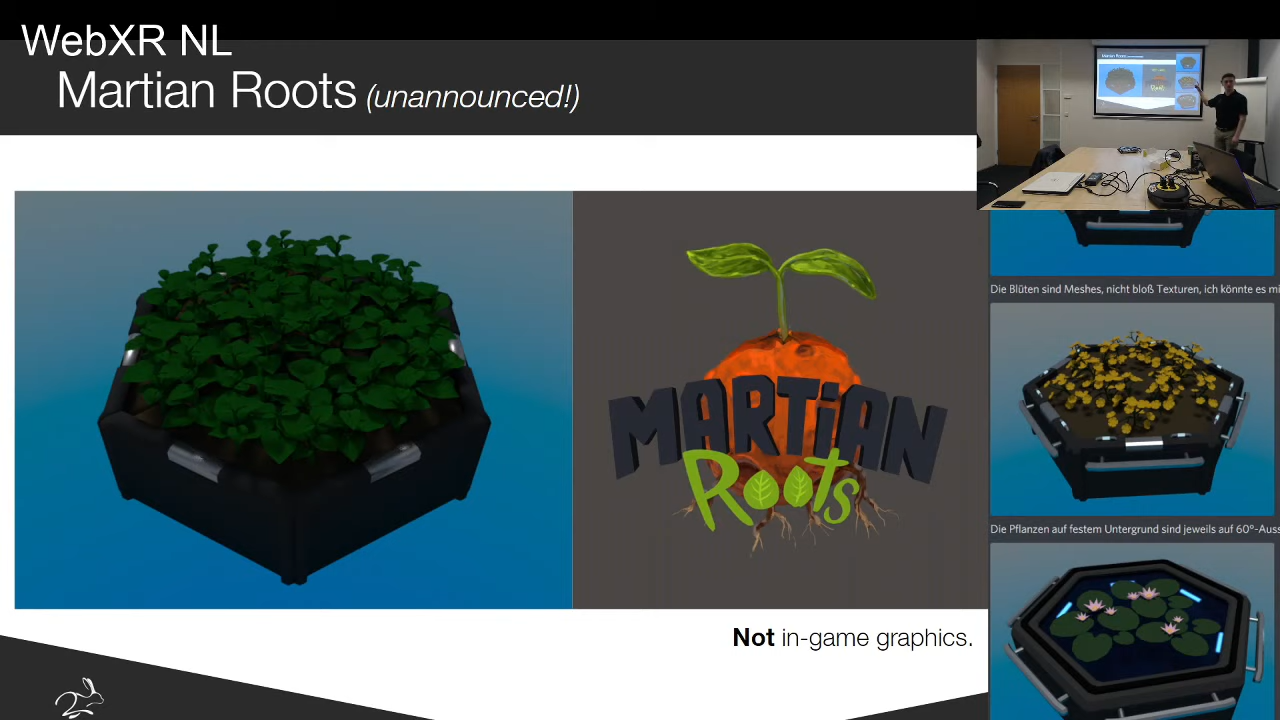 WebXR NL
Martian Roots (unannounced!)
MARTiAN
Roots
Die Blüten sind Meshes, nicht bloß Texturen, ich könnte es mi
Die Pflanzen auf festem Untergrund sind jeweils auf 60°-Auss
Not in-game graphics.